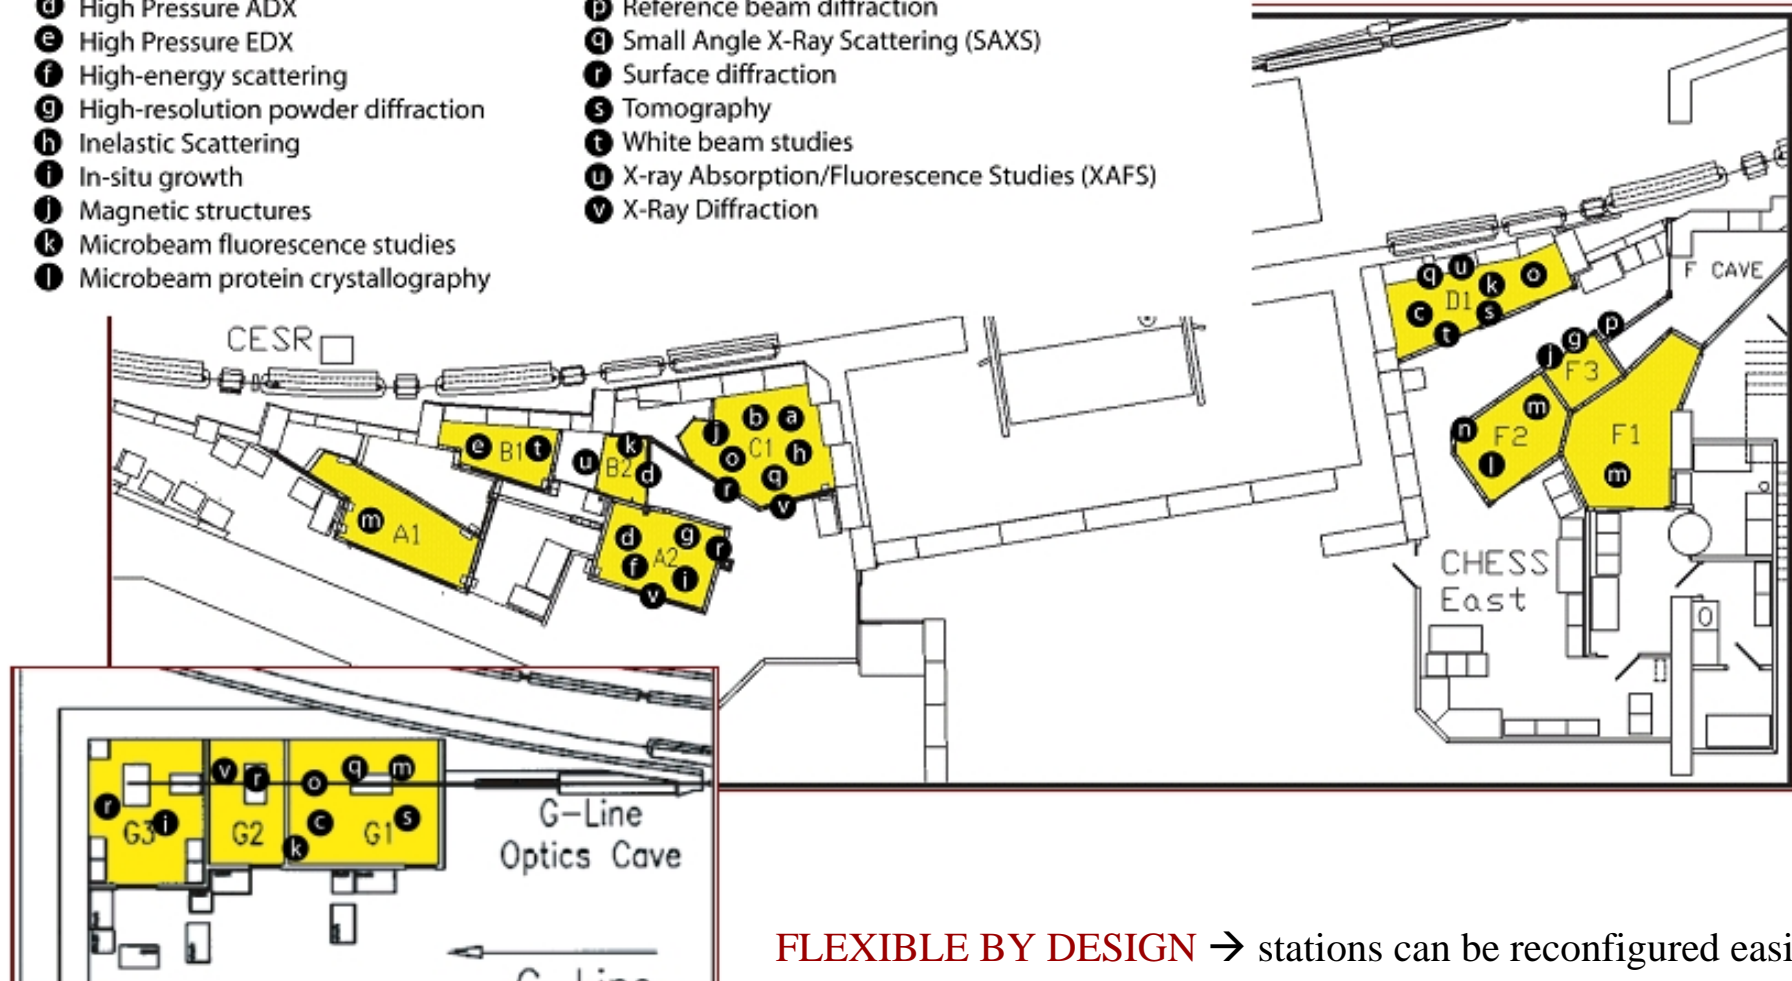 d High Pressure ADX
e High Pressure EDX
f High-energy scattering
g High-resolution powder diffraction
h Inelastic Scattering
i In-situ growth
j Magnetic structures
k Microbeam fluorescence studies
l Microbeam protein crystallography
p Reference beam diffraction
q Small Angle X-Ray Scattering (SAXS)
r Surface diffraction
s Tomography
t White beam studies
u X-ray Absorption/Fluorescence Studies (XAFS)
v X-Ray Diffraction
CESR
m A1
e B1 t
u B2 k d
d g r A2 f i v
j b a C1 o h q r v
q u k o D1 c s t
F CAVE
j g p F3
n m F2 l
F1 m
CHESS
East
r G3 i
v r G2
o q m c G1 s k
G-Line
Optics Cave
G-Line
FLEXIBLE BY DESIGN → stations can be reconfigured easi